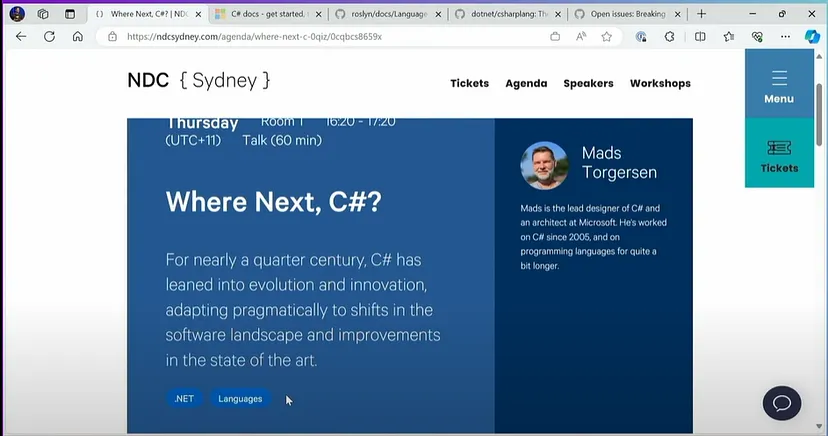 Where Next, C#? | NDC
C# docs - get started,
roslyn/docs/Language
dotnet/csharplang: The
Open issues: Breaking
https://ndcsydney.com/agenda/where-next-c-0qiz/0cqbcs8659x
NDC { Sydney }
Tickets
Agenda
Speakers
Workshops
Menu
Tickets
Thursday Room 1 16:20 - 17:20
(UTC+11) Talk (60 min)
Where Next, C#?
For nearly a quarter century, C# has
leaned into evolution and innovation,
adapting pragmatically to shifts in the
software landscape and improvements
in the state of the art.
.NET
Languages
Mads
Torgersen
Mads is the lead designer of C# and
an architect at Microsoft. He's worked
on C# since 2005, and on
programming languages for quite a
bit longer.